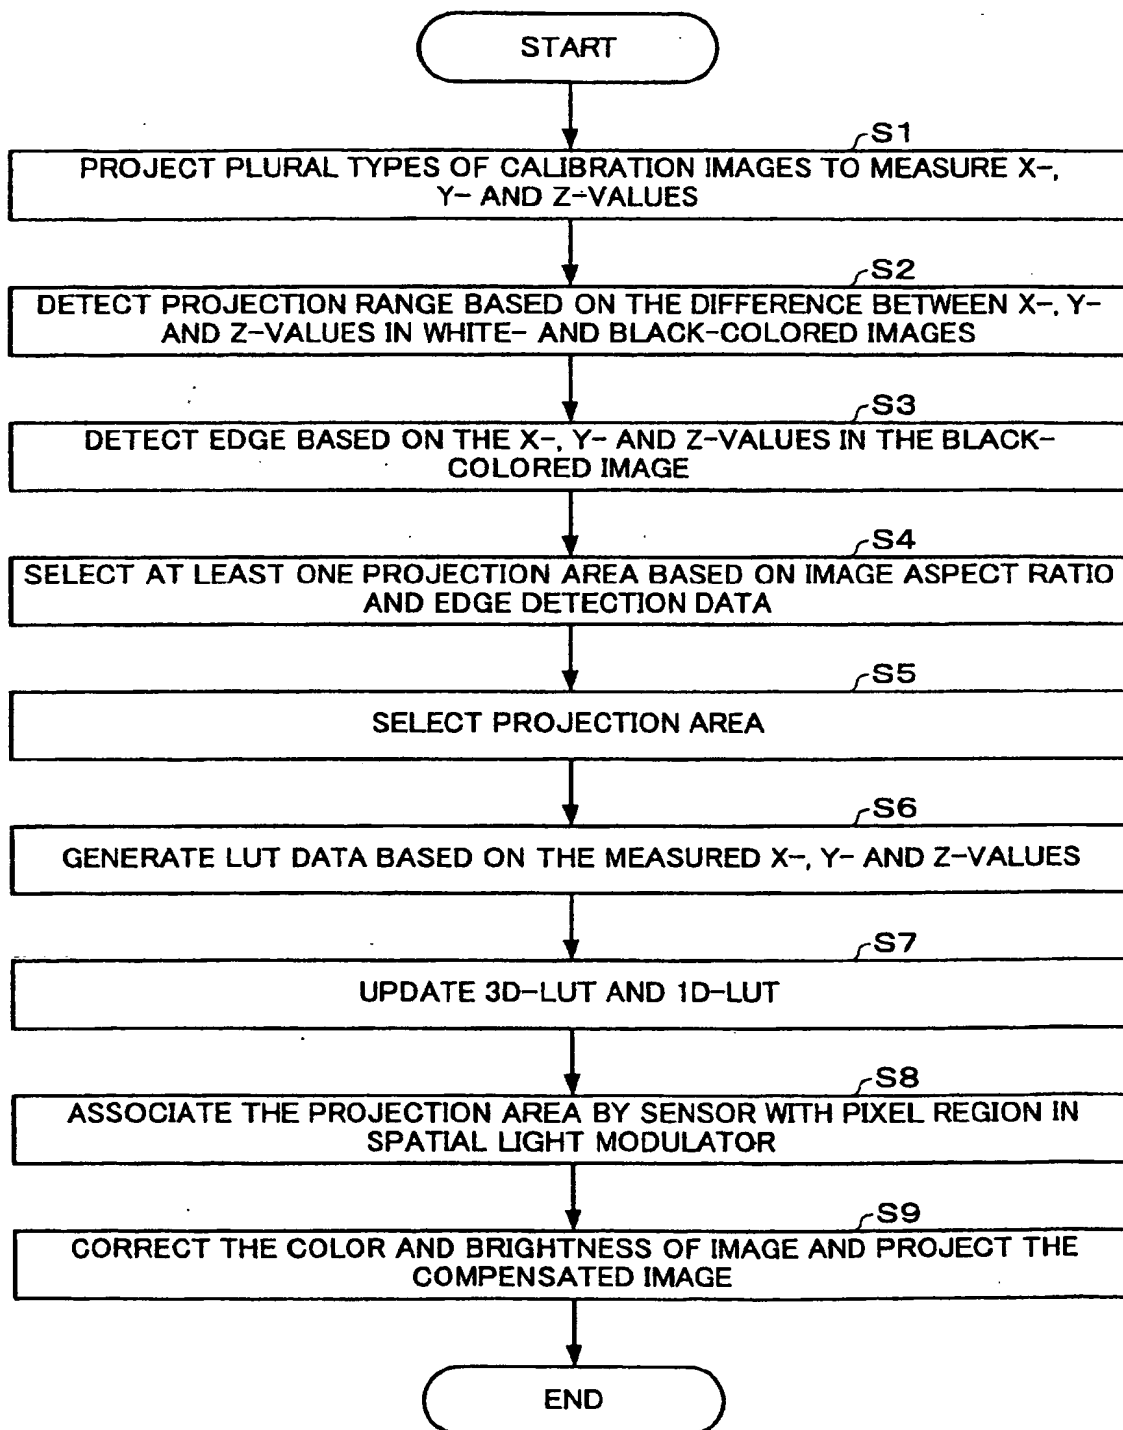 START
S1
PROJECT PLURAL TYPES OF CALIBRATION IMAGES TO MEASURE X-,
Y- AND Z-VALUES
S2
DETECT PROJECTION RANGE BASED ON THE DIFFERENCE BETWEEN X-, Y-
AND Z-VALUES IN WHITE- AND BLACK-COLORED IMAGES
S3
DETECT EDGE BASED ON THE X-, Y- AND Z-VALUES IN THE BLACK-
COLORED IMAGE
S4
SELECT AT LEAST ONE PROJECTION AREA BASED ON IMAGE ASPECT RATIO
AND EDGE DETECTION DATA
S5
SELECT PROJECTION AREA
S6
GENERATE LUT DATA BASED ON THE MEASURED X-, Y- AND Z-VALUES
S7
UPDATE 3D-LUT AND 1D-LUT
S8
ASSOCIATE THE PROJECTION AREA BY SENSOR WITH PIXEL REGION IN
SPATIAL LIGHT MODULATOR
S9
CORRECT THE COLOR AND BRIGHTNESS OF IMAGE AND PROJECT THE
COMPENSATED IMAGE
END